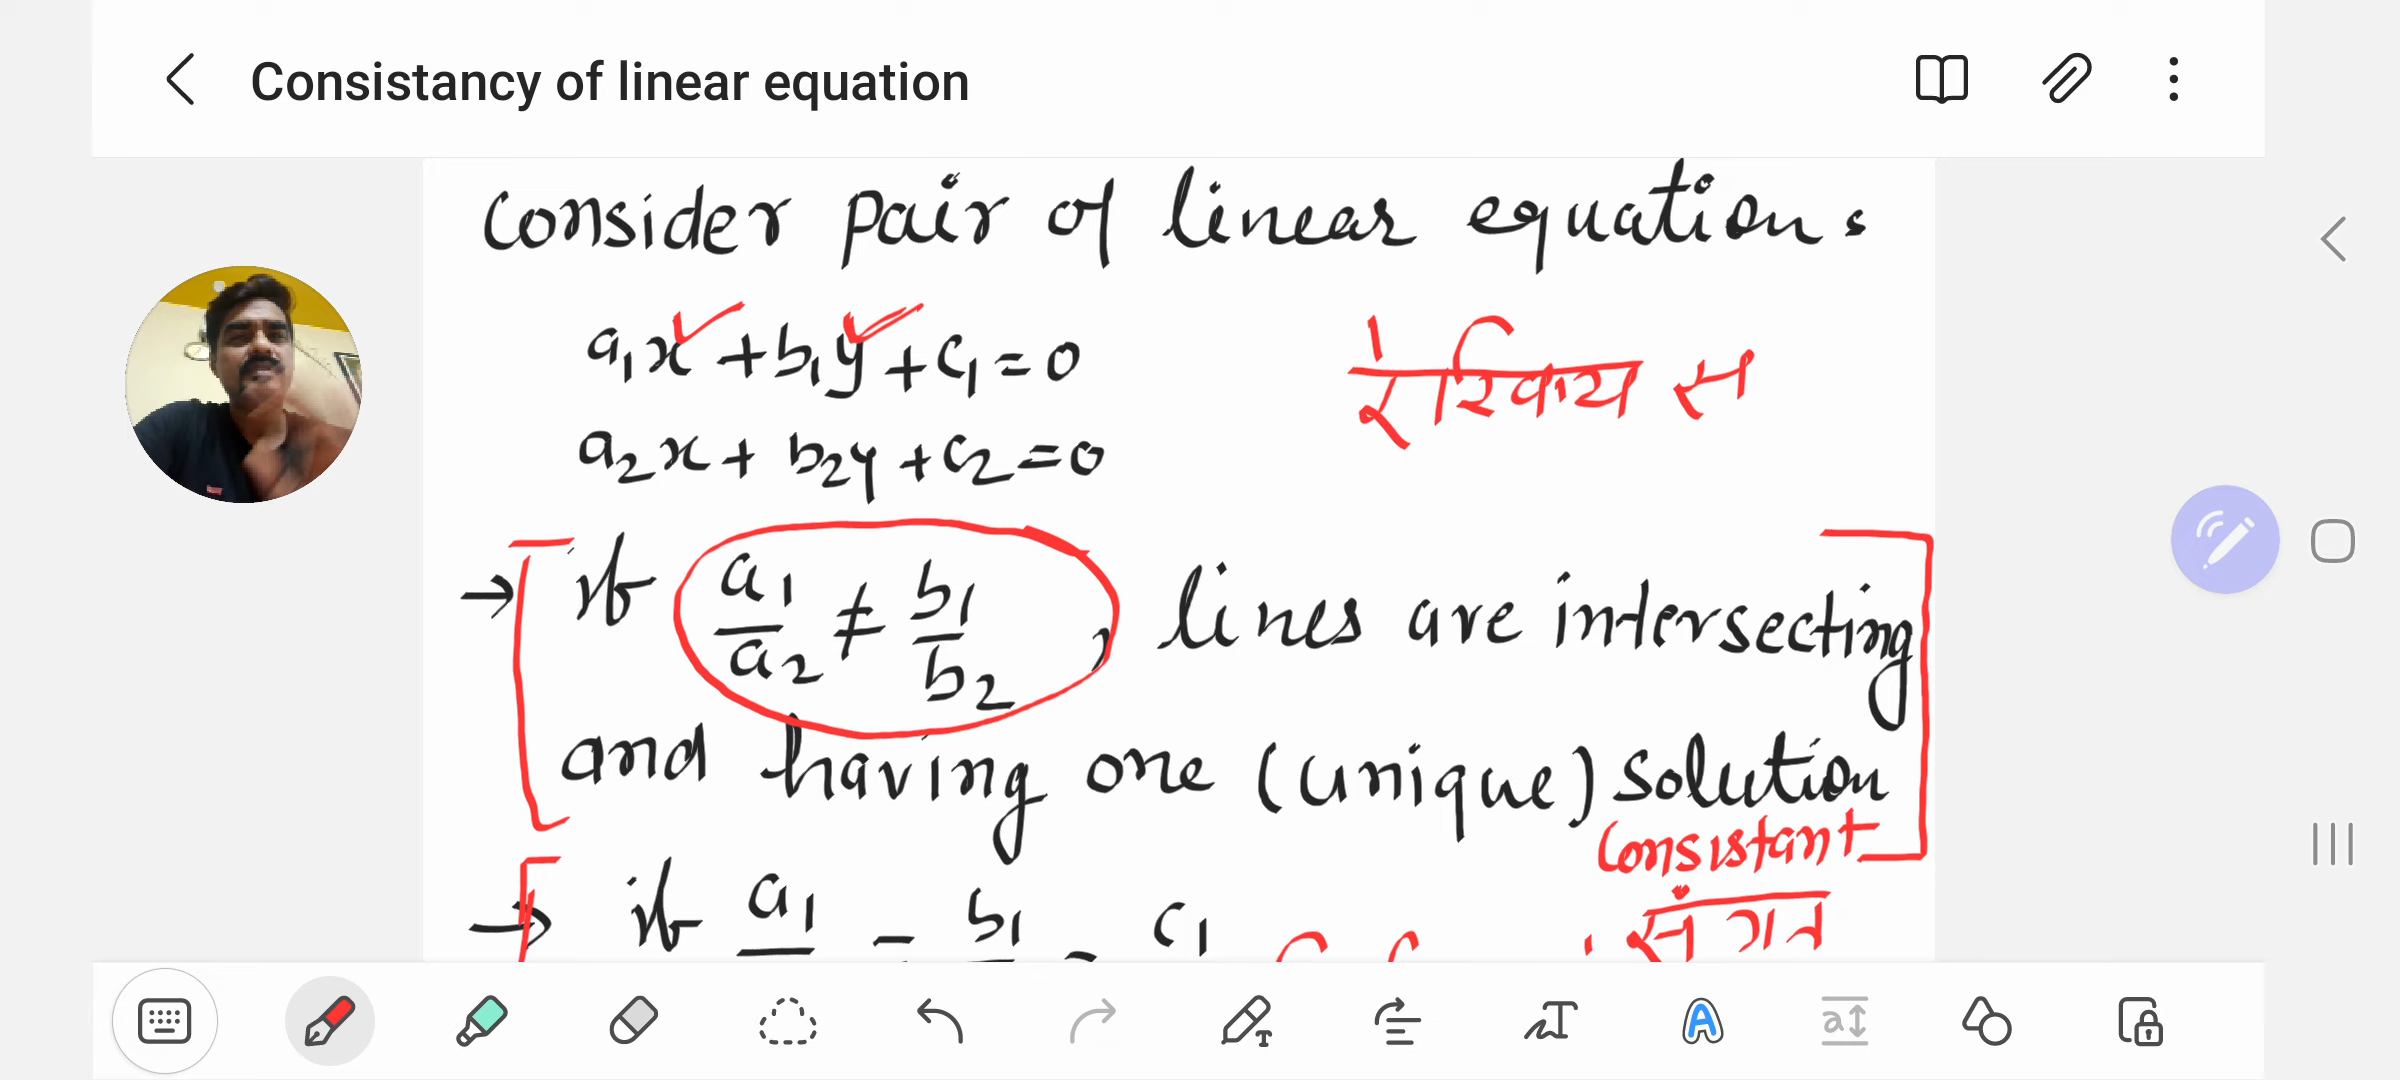 Consistancy of linear equation
Consider pair of linear equations
a₁x + b₁y + c₁ = 0
रेखिकाय स
a₂x + b₂y + c₂ = 0
→ if a₁/a₂ ≠ b₁/b₂ , lines are intersecting
and having one (unique) solution
Consistant
संगत
→ if a₁ = b₁ = c₁